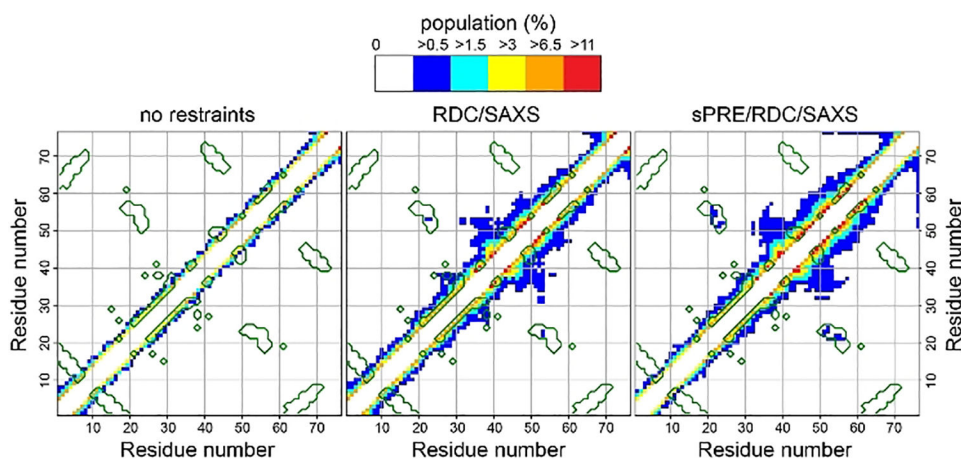 population (%)
0 >0.5 >1.5 >3 >6.5 >11
no restraints RDC/SAXS sPRE/RDC/SAXS
Residue number
70
60
50
40
30
20
10
70
60
50
40
30
20
10
Residue number
10 20 30 40 50 60 70 10 20 30 40 50 60 70 10 20 30 40 50 60 70
Residue number Residue number Residue number